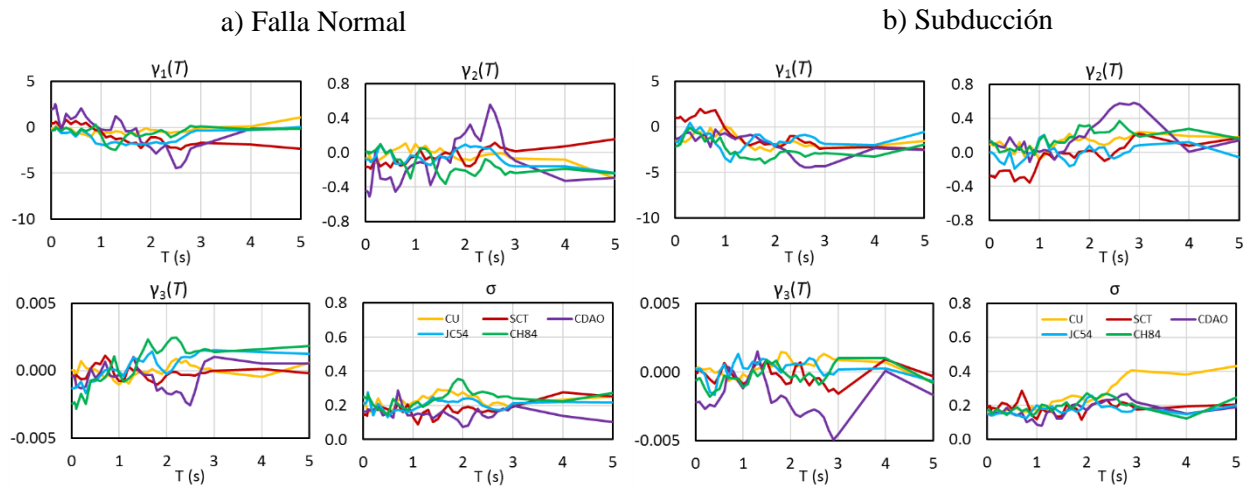 a) Falla Normal
b) Subducción
γ₁(T)
5
0
-5
-10
0 1 2 3 4 5
T (s)
γ₂(T)
0.8
0.4
0.0
-0.4
-0.8
0 1 2 3 4 5
T (s)
γ₁(T)
5
0
-5
-10
0 1 2 3 4 5
T (s)
γ₂(T)
0.8
0.4
0.0
-0.4
-0.8
0 1 2 3 4 5
T (s)
γ₃(T)
0.005
0.000
-0.005
0 1 2 3 4 5
T (s)
σ
0.8
0.6
0.4
0.2
0.0
CU SCT CDAO
JC54 CH84
0 1 2 3 4 5
T (s)
γ₃(T)
0.005
0.000
-0.005
0 1 2 3 4 5
T (s)
σ
0.8
0.6
0.4
0.2
0.0
CU SCT CDAO
JC54 CH84
0 1 2 3 4 5
T (s)